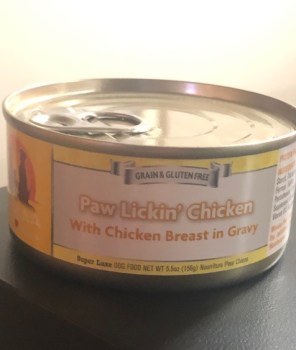 GRAIN & GLUTEN FREE
Paw Lickin' Chicken
With Chicken Breast in Gravy
Super Luxe DOG FOOD NET WT 5.5oz (156g)